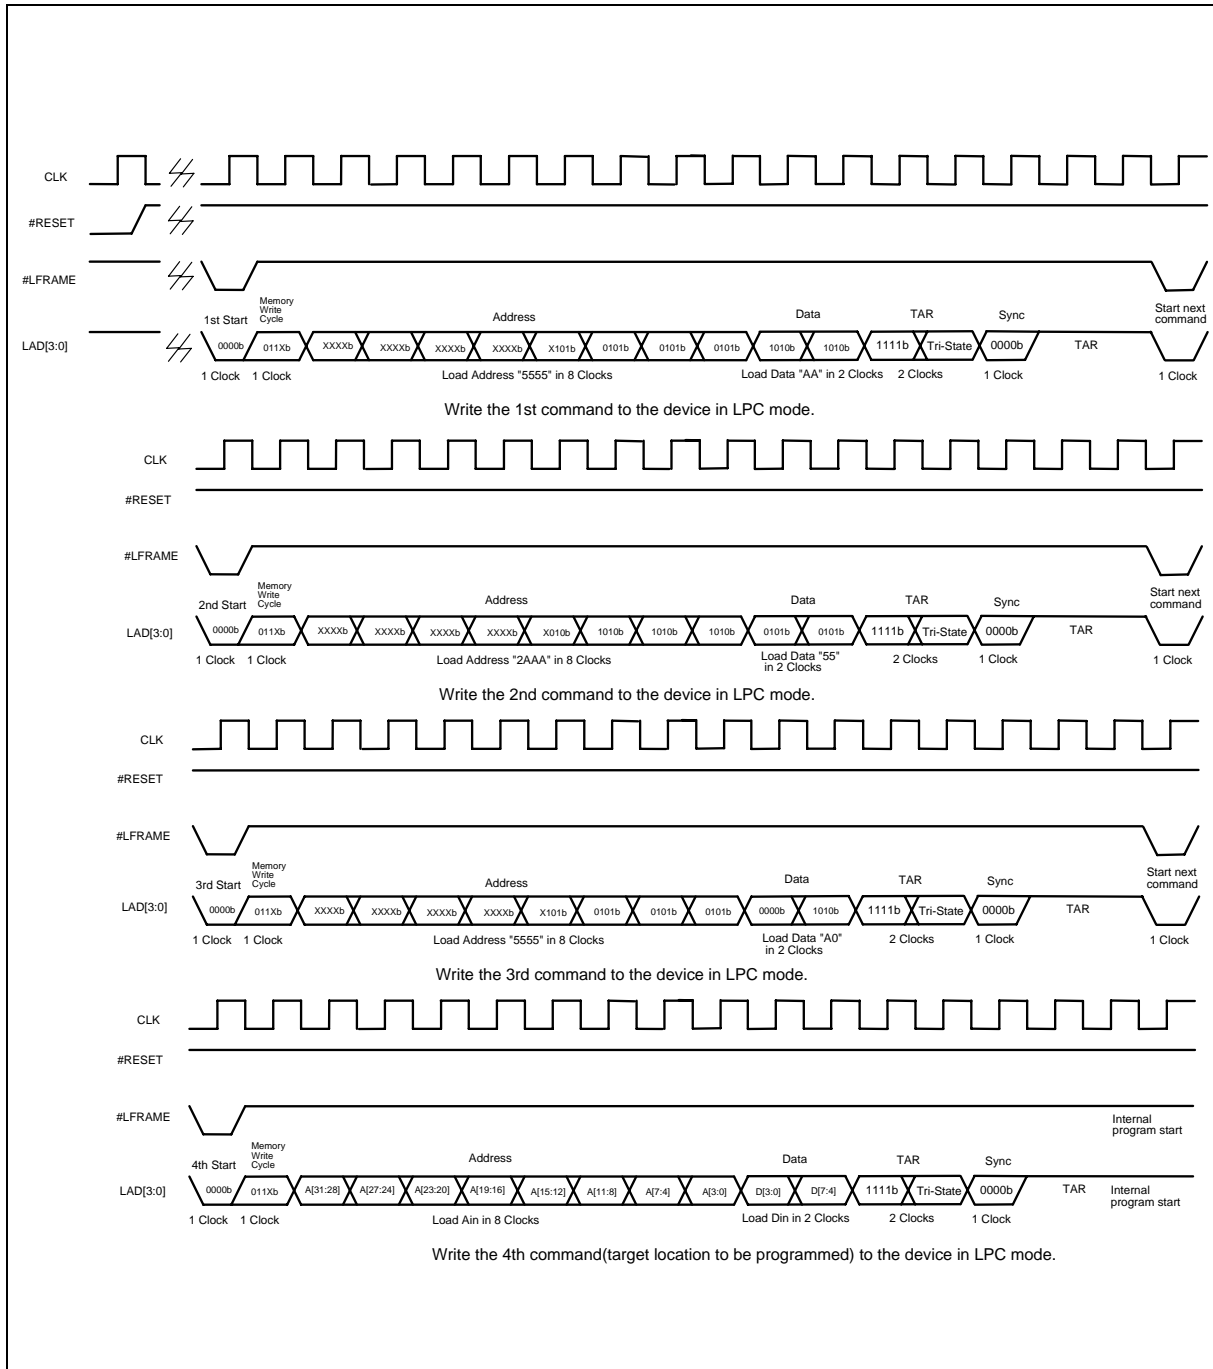 CLK
#RESET
#LFRAME
Memory
Write
Cycle
1st Start
Address
Data
TAR
Sync
Start next
command
LAD[3:0]
0000b 011Xb XXXXb XXXXb XXXXb XXXXb X101b 0101b 0101b 0101b 1010b 1010b 1111b Tri-State 0000b TAR
1 Clock 1 Clock Load Address "5555" in 8 Clocks Load Data "AA" in 2 Clocks 2 Clocks 1 Clock 1 Clock
Write the 1st command to the device in LPC mode.
CLK
#RESET
#LFRAME
Memory
Write
Cycle
2nd Start
Address
Data
TAR
Sync
Start next
command
LAD[3:0]
0000b 011Xb XXXXb XXXXb XXXXb XXXXb X010b 1010b 1010b 1010b 0101b 0101b 1111b Tri-State 0000b TAR
1 Clock 1 Clock Load Address "2AAA" in 8 Clocks
Load Data "55"
in 2 Clocks
2 Clocks 1 Clock 1 Clock
Write the 2nd command to the device in LPC mode.
CLK
#RESET
#LFRAME
Memory
Write
Cycle
3rd Start
Address
Data
TAR
Sync
Start next
command
LAD[3:0]
0000b 011Xb XXXXb XXXXb XXXXb XXXXb X101b 0101b 0101b 0101b 0000b 1010b 1111b Tri-State 0000b TAR
1 Clock 1 Clock Load Address "5555" in 8 Clocks
Load Data "A0"
in 2 Clocks
2 Clocks 1 Clock 1 Clock
Write the 3rd command to the device in LPC mode.
CLK
#RESET
#LFRAME
Internal
program start
Memory
Write
Cycle
4th Start
Address
Data
TAR
Sync
LAD[3:0]
0000b 011Xb A[31:28] A[27:24] A[23:20] A[19:16] A[15:12] A[11:8] A[7:4] A[3:0] D[3:0] D[7:4] 1111b Tri-State 0000b TAR
Internal
program start
1 Clock 1 Clock Load Ain in 8 Clocks Load Din in 2 Clocks 2 Clocks 1 Clock
Write the 4th command(target location to be programmed) to the device in LPC mode.